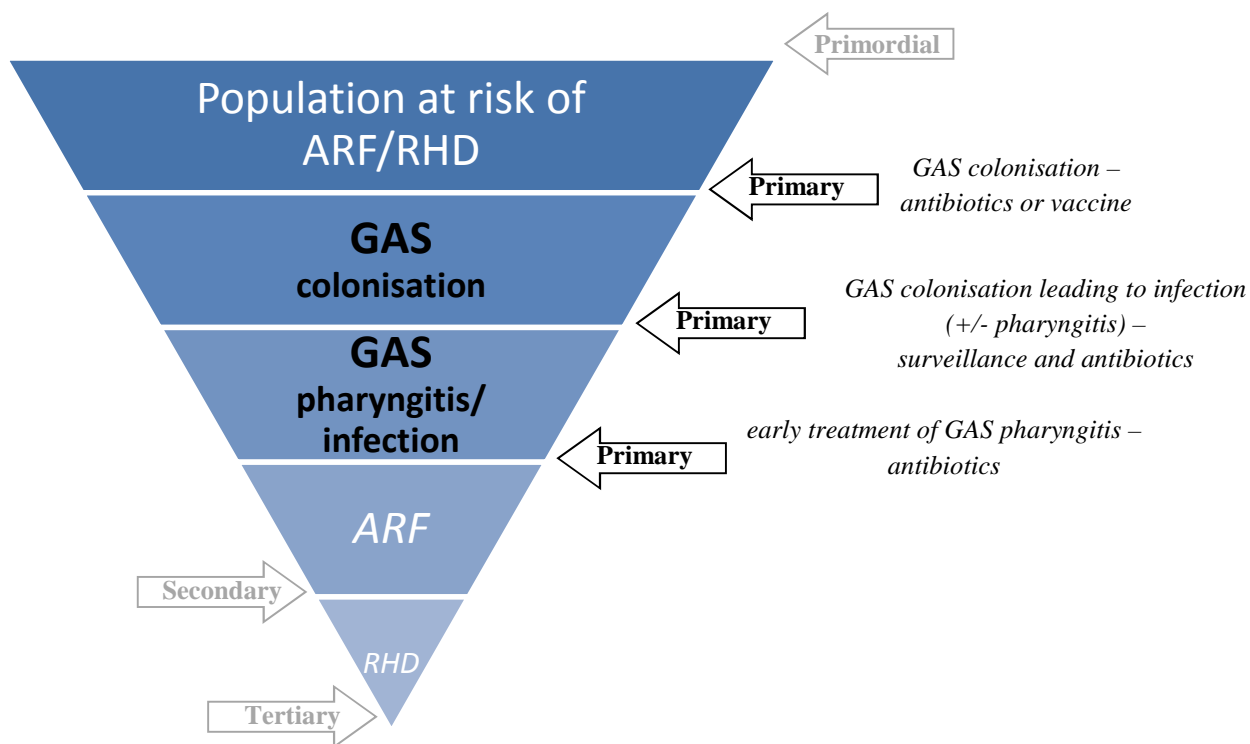 Primordial
Population at risk of
ARF/RHD
Primary
GAS colonisation –
antibiotics or vaccine
GAS
colonisation
Primary
GAS colonisation leading to infection
(+/- pharyngitis) –
surveillance and antibiotics
GAS
pharyngitis/
infection
Primary
early treatment of GAS pharyngitis –
antibiotics
ARF
Secondary
RHD
Tertiary